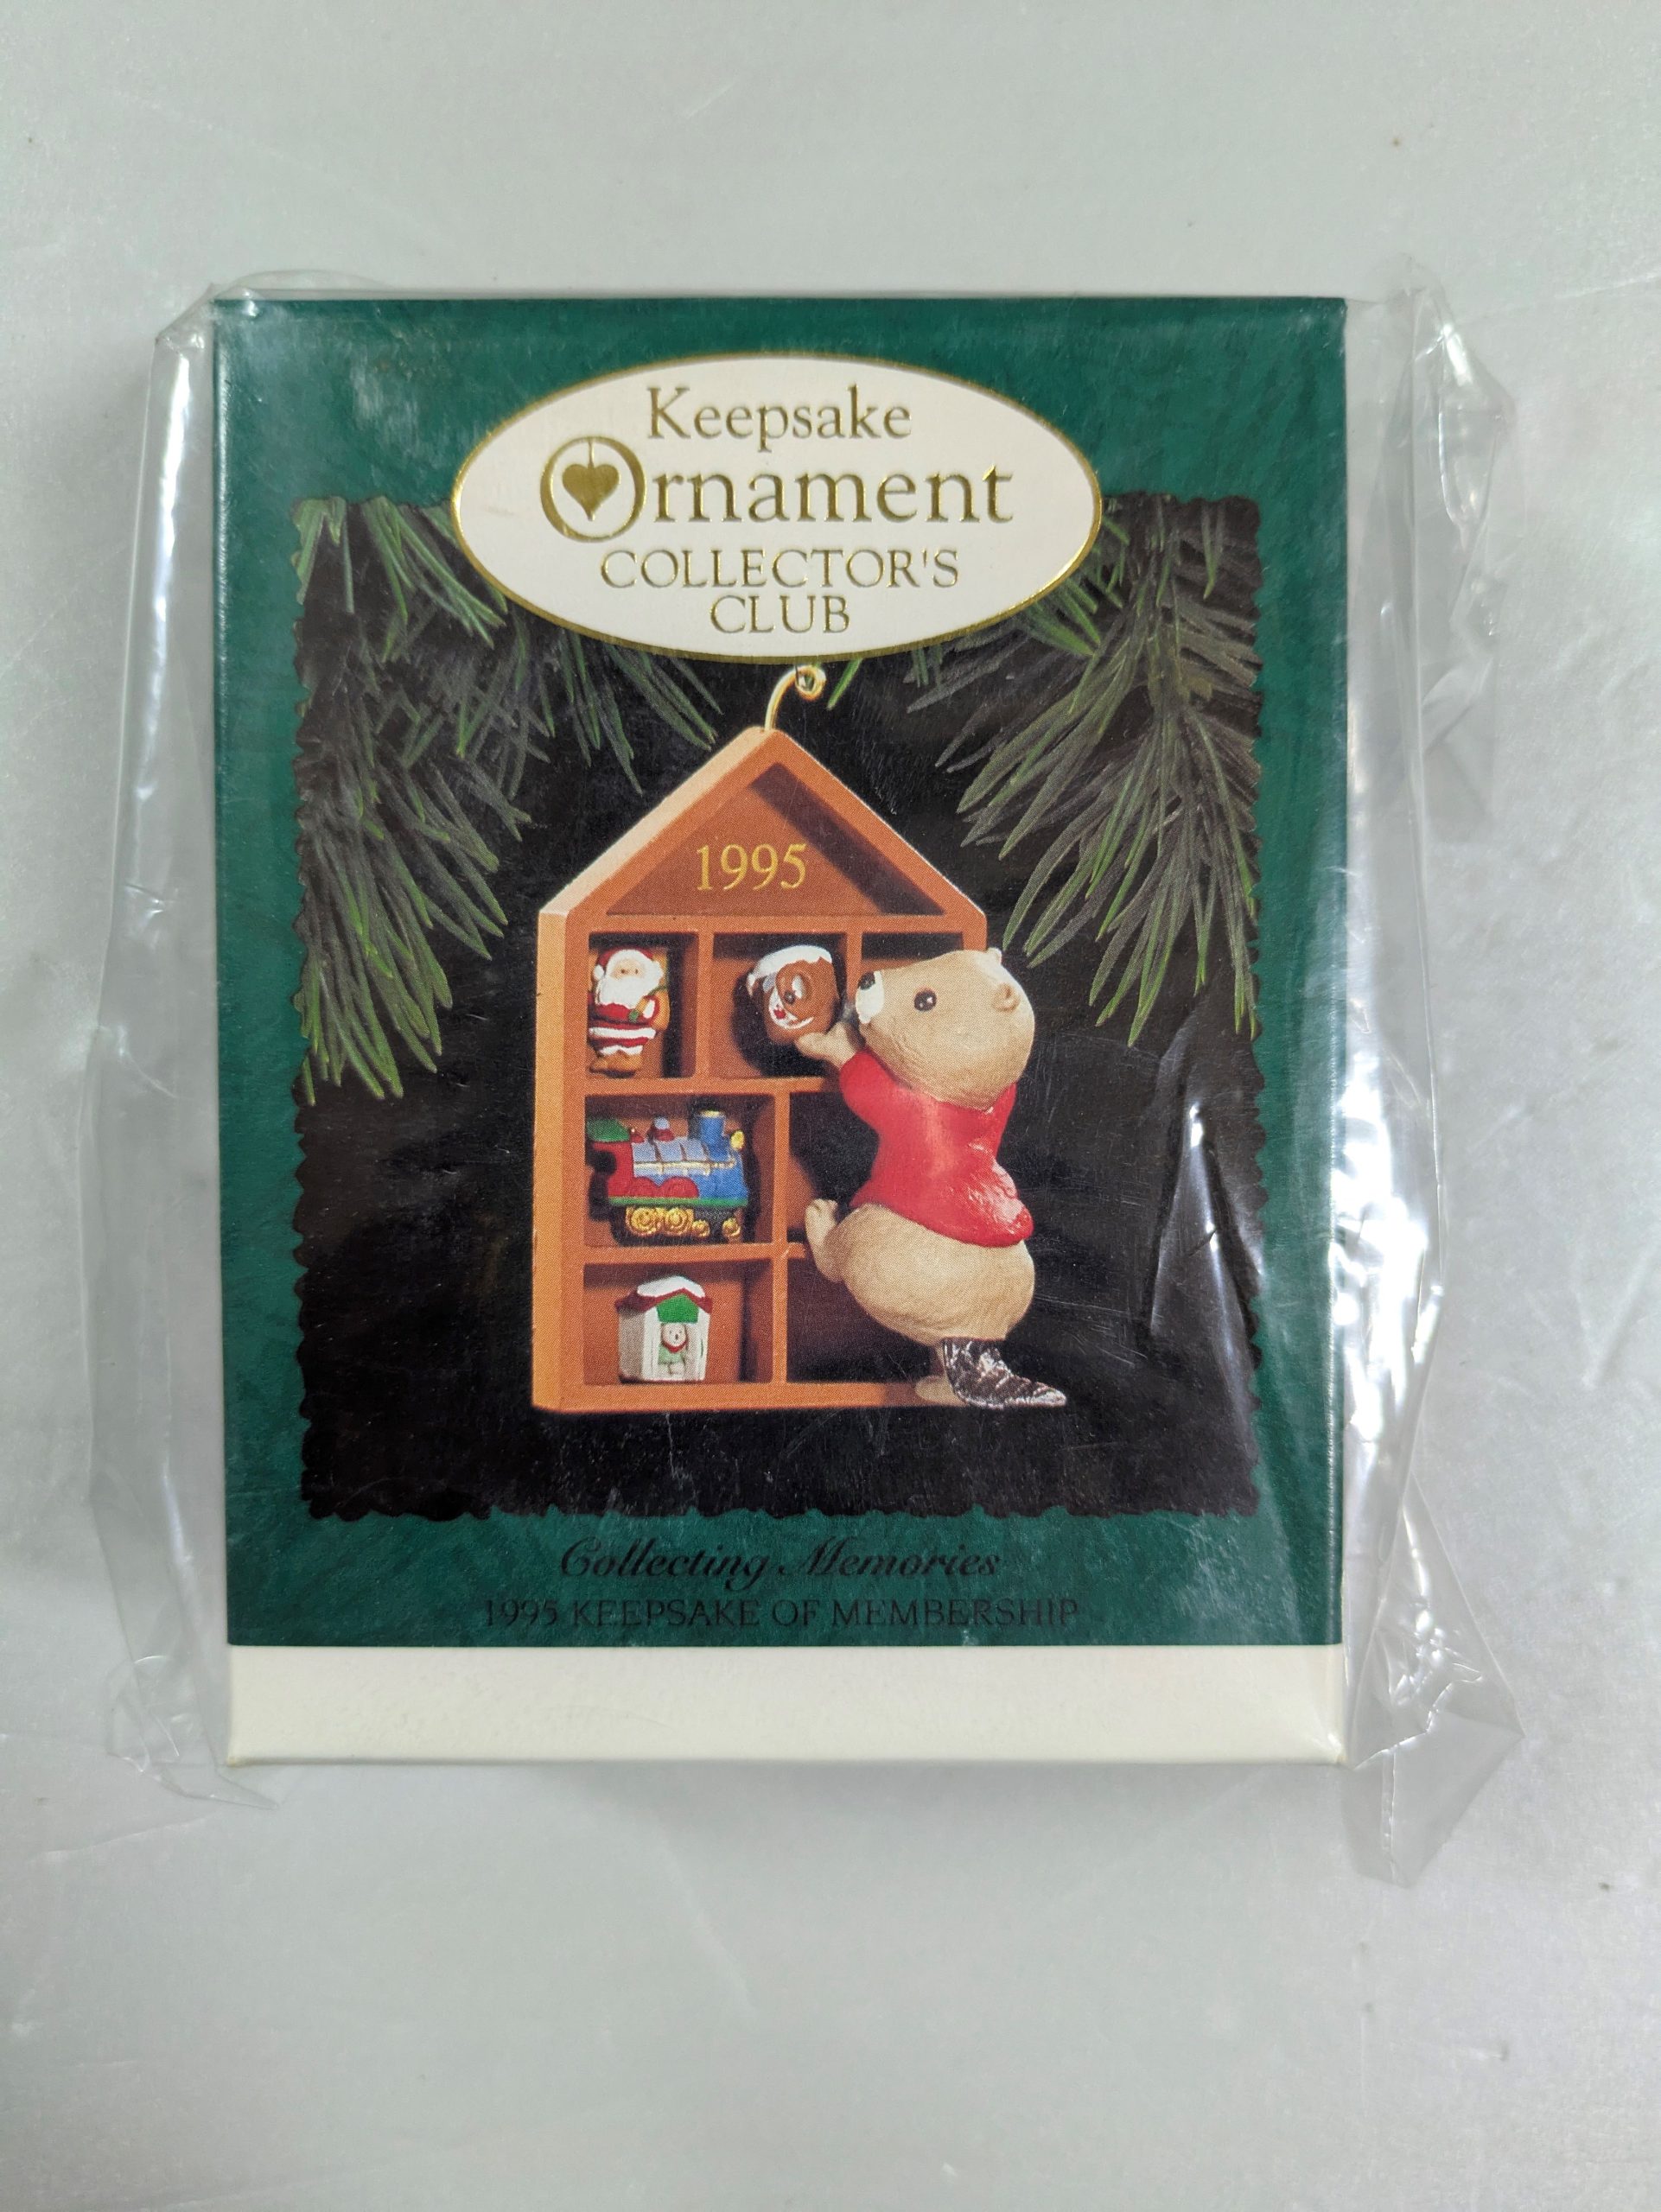 Keepsake
Ornament
COLLECTOR'S
CLUB
1995
Collecting Memories
1995 KEEPSAKE OF MEMBERSHIP